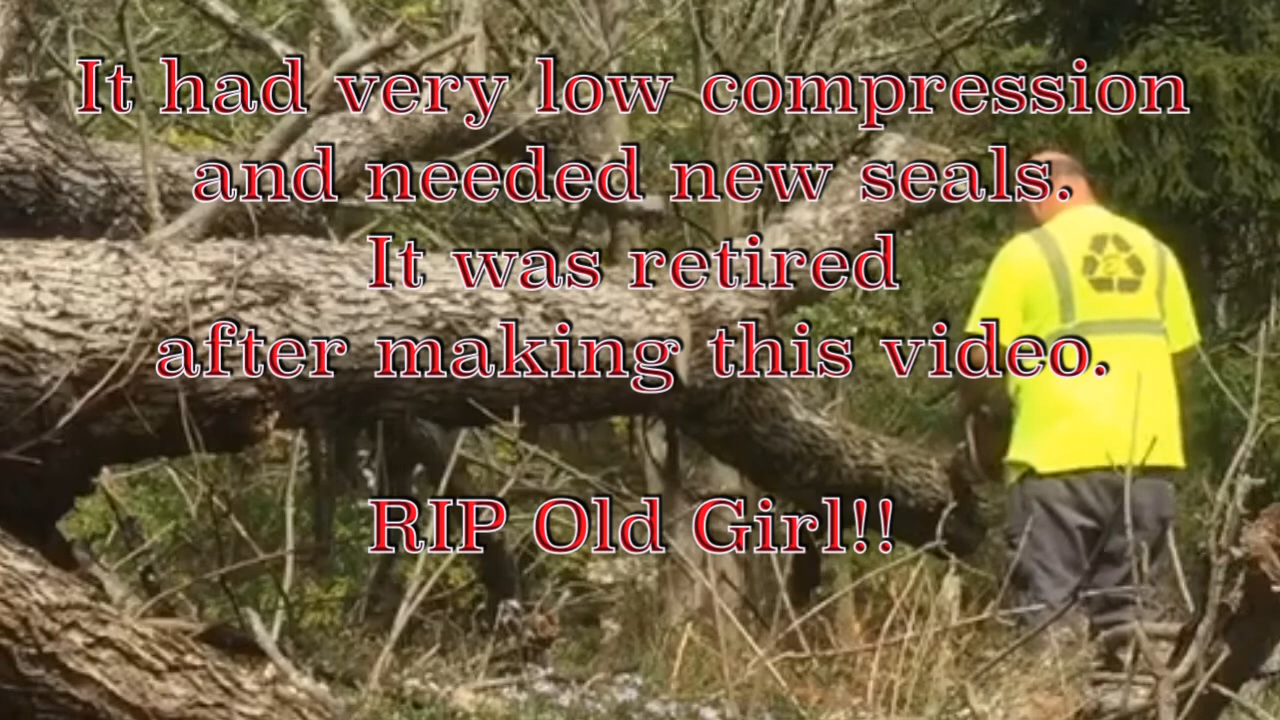 It had very low compression
and needed new seals.
It was retired
after making this video.
RIP Old Girl!!